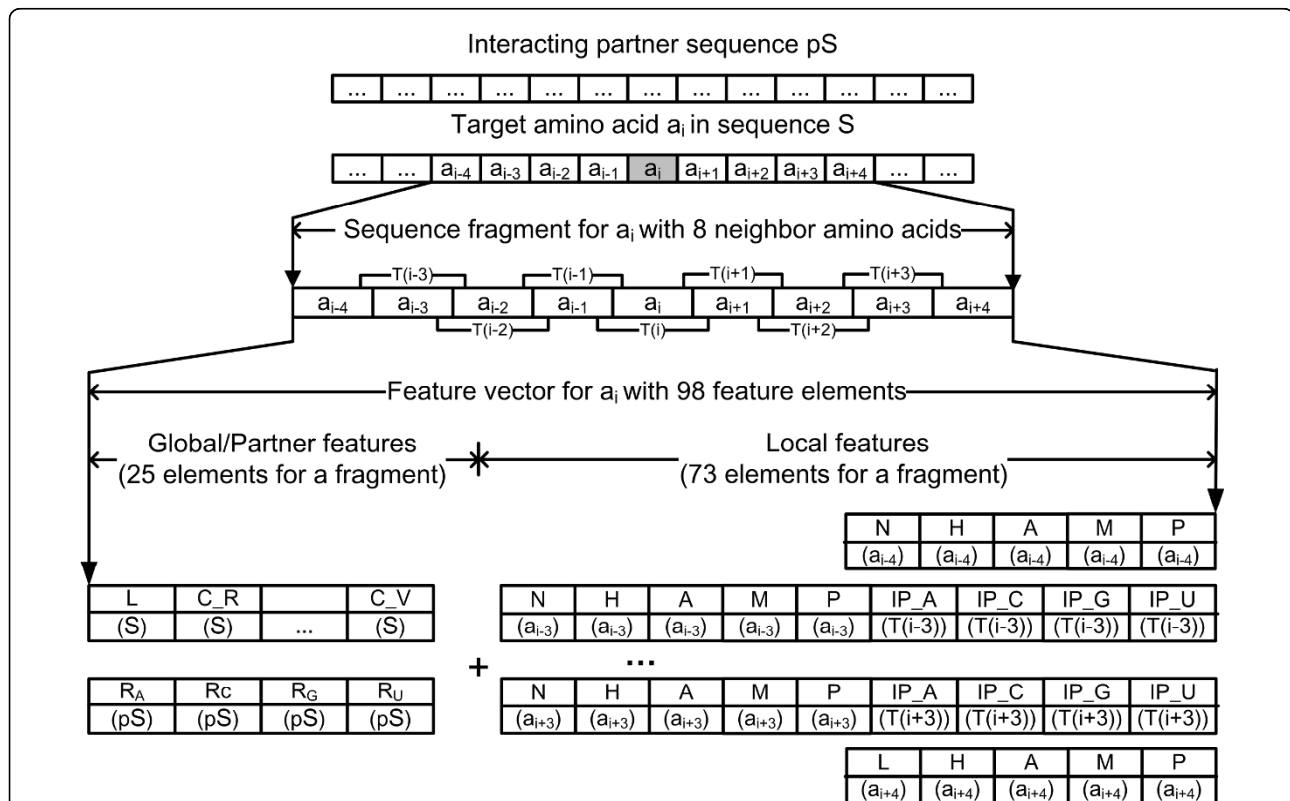 Interacting partner sequence pS
... ... ... ... ... ... ... ... ... ... ... ... ...
Target amino acid aᵢ in sequence S
... ... aᵢ₋₄ aᵢ₋₃ aᵢ₋₂ aᵢ₋₁ aᵢ aᵢ₊₁ aᵢ₊₂ aᵢ₊₃ aᵢ₊₄ ... ...
Sequence fragment for aᵢ with 8 neighbor amino acids
T(i-3) T(i-1) T(i+1) T(i+3)
aᵢ₋₄ aᵢ₋₃ aᵢ₋₂ aᵢ₋₁ aᵢ aᵢ₊₁ aᵢ₊₂ aᵢ₊₃ aᵢ₊₄
T(i-2) T(i) T(i+2)
Feature vector for aᵢ with 98 feature elements
Global/Partner features
(25 elements for a fragment)
Local features
(73 elements for a fragment)
N H A M P
(aᵢ₋₄) (aᵢ₋₄) (aᵢ₋₄) (aᵢ₋₄) (aᵢ₋₄)
L C_R C_V
(S) (S) ... (S)
N H A M P IP_A IP_C IP_G IP_U
(aᵢ₋₃) (aᵢ₋₃) (aᵢ₋₃) (aᵢ₋₃) (aᵢ₋₃) (T(i-3)) (T(i-3)) (T(i-3)) (T(i-3))
+ ...
R_A R_C R_G R_U
(pS) (pS) (pS) (pS)
N H A M P IP_A IP_C IP_G IP_U
(aᵢ₊₃) (aᵢ₊₃) (aᵢ₊₃) (aᵢ₊₃) (aᵢ₊₃) (T(i+3)) (T(i+3)) (T(i+3)) (T(i+3))
L H A M P
(aᵢ₊₄) (aᵢ₊₄) (aᵢ₊₄) (aᵢ₊₄) (aᵢ₊₄)